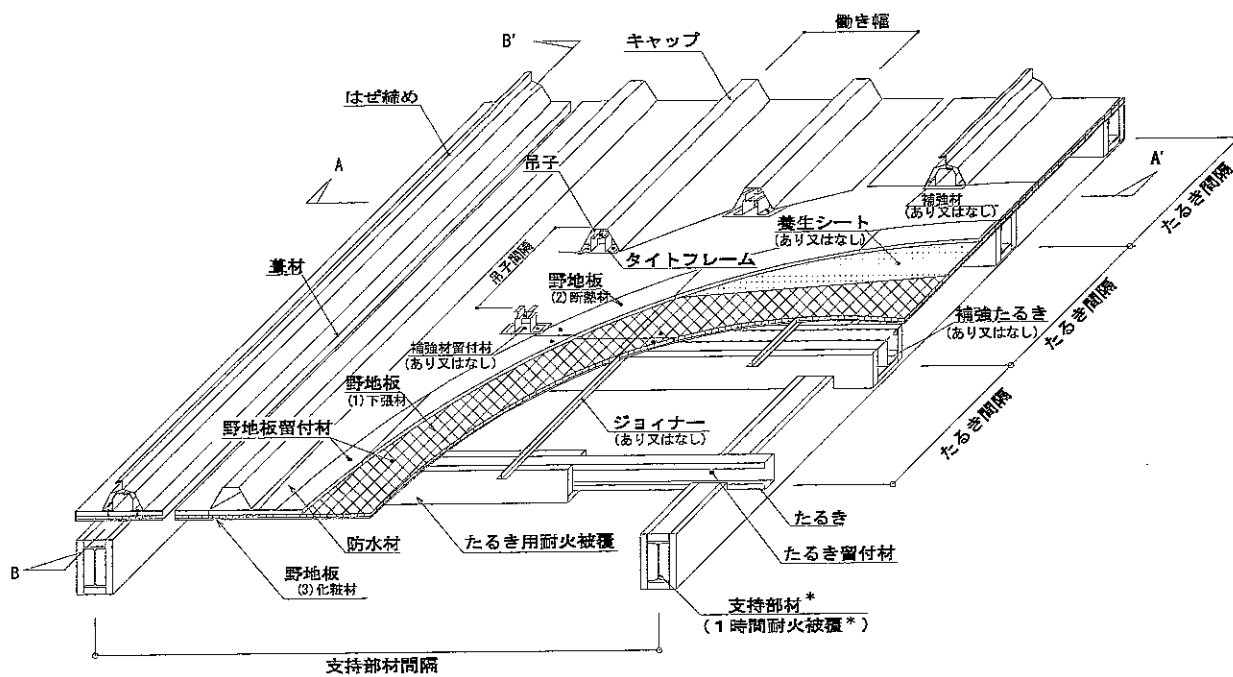 働き幅
B'
キャップ
はぜ締め
A
吊子
A'
補強材
(あり又はなし)
養生シート
(あり又はなし)
たるき間隔
吊子間隔
タイトフレーム
葺材
野地板
(2)断熱材
たるき間隔
補強たるき
(あり又はなし)
補強材留付材
(あり又はなし)
野地板
(1)下張材
たるき間隔
ジョイナー
(あり又はなし)
野地板留付材
たるき
防水材
たるき用耐火被覆
たるき留付材
B
野地板
(3)化粧材
支持部材*
(1時間耐火被覆*)
支持部材間隔